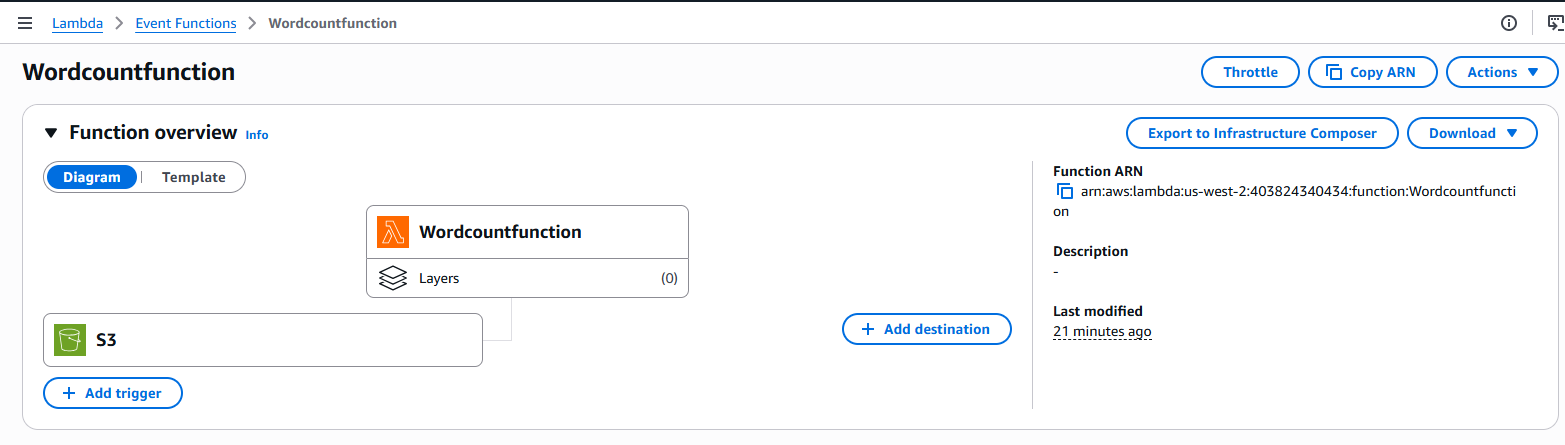 Lambda > Event Functions > Wordcountfunction
Wordcountfunction
Throttle
Copy ARN
Actions
Function overview Info
Export to Infrastructure Composer
Download
Diagram | Template
Wordcountfunction
Layers (0)
S3
+ Add trigger
+ Add destination
Function ARN
arn:aws:lambda:us-west-2:403824340434:function:Wordcountfuncti
on
Description
-
Last modified
21 minutes ago